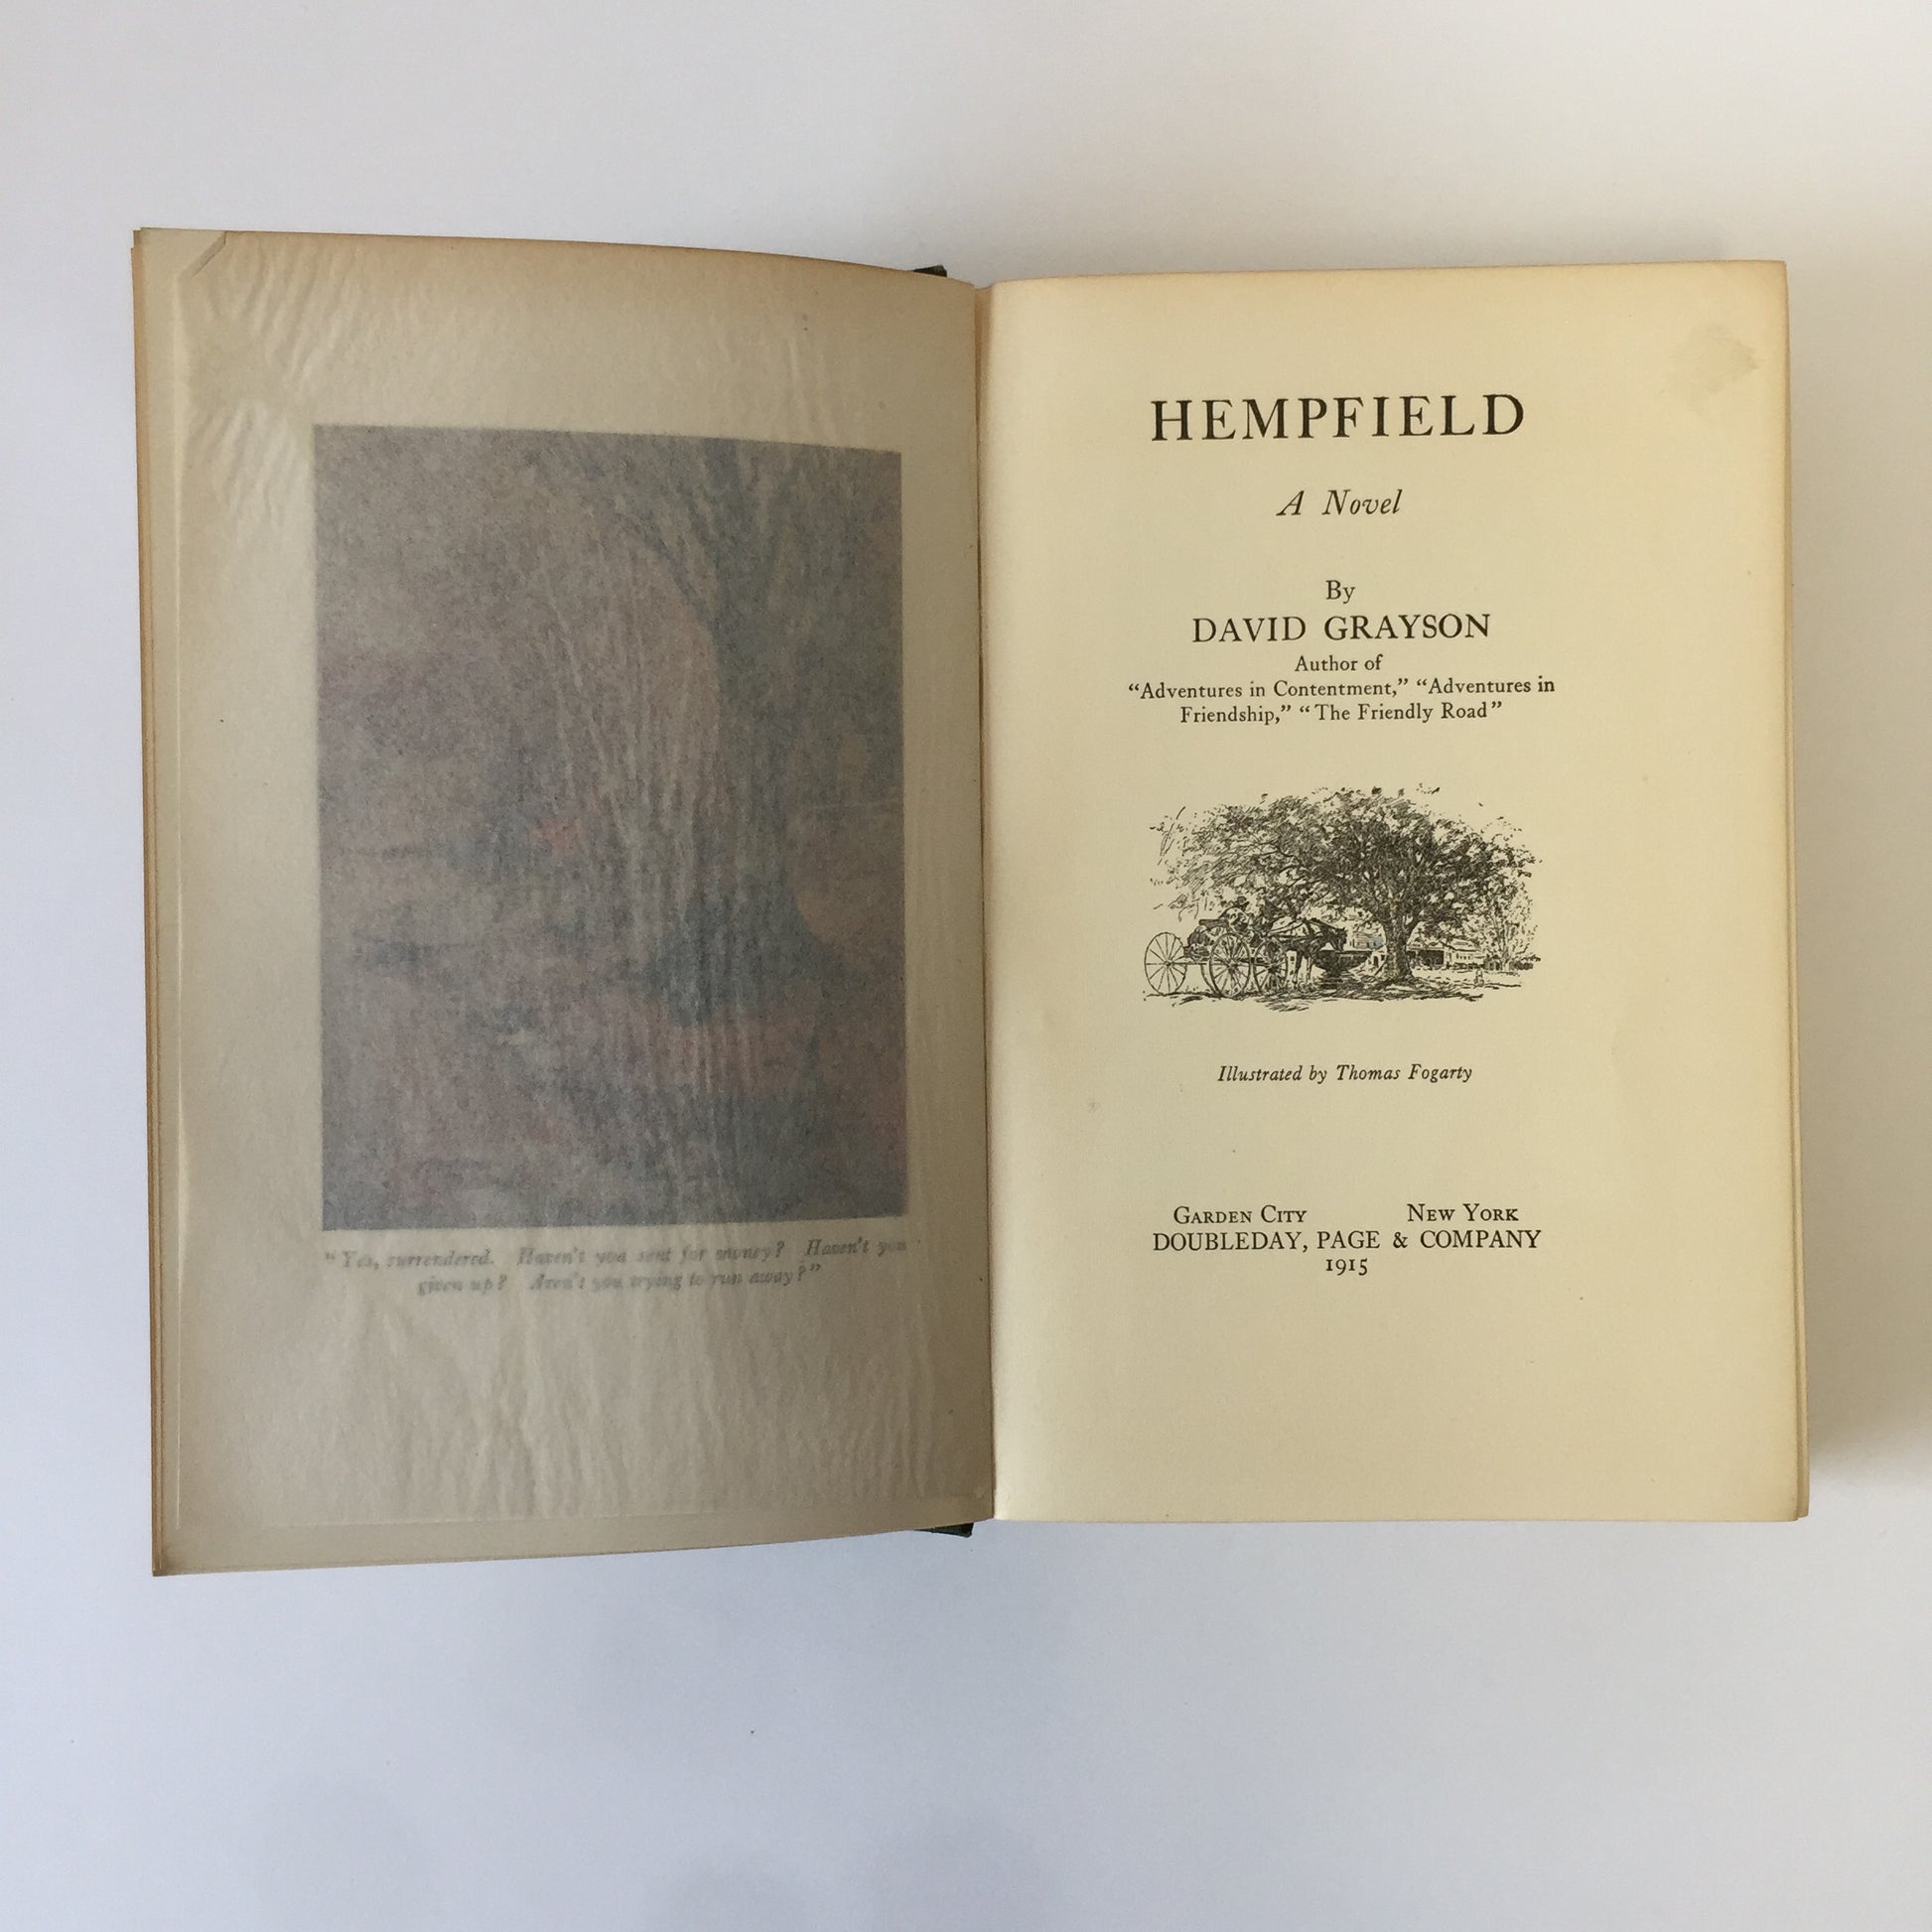 "Yes, surrendered. Haven't you sent for money? Haven't you
given up? Aren't you trying to run away?"
HEMPFIELD
A Novel
By
DAVID GRAYSON
Author of
"Adventures in Contentment," "Adventures in
Friendship," "The Friendly Road"
Illustrated by Thomas Fogarty
GARDEN CITY NEW YORK
DOUBLEDAY, PAGE & COMPANY
1915